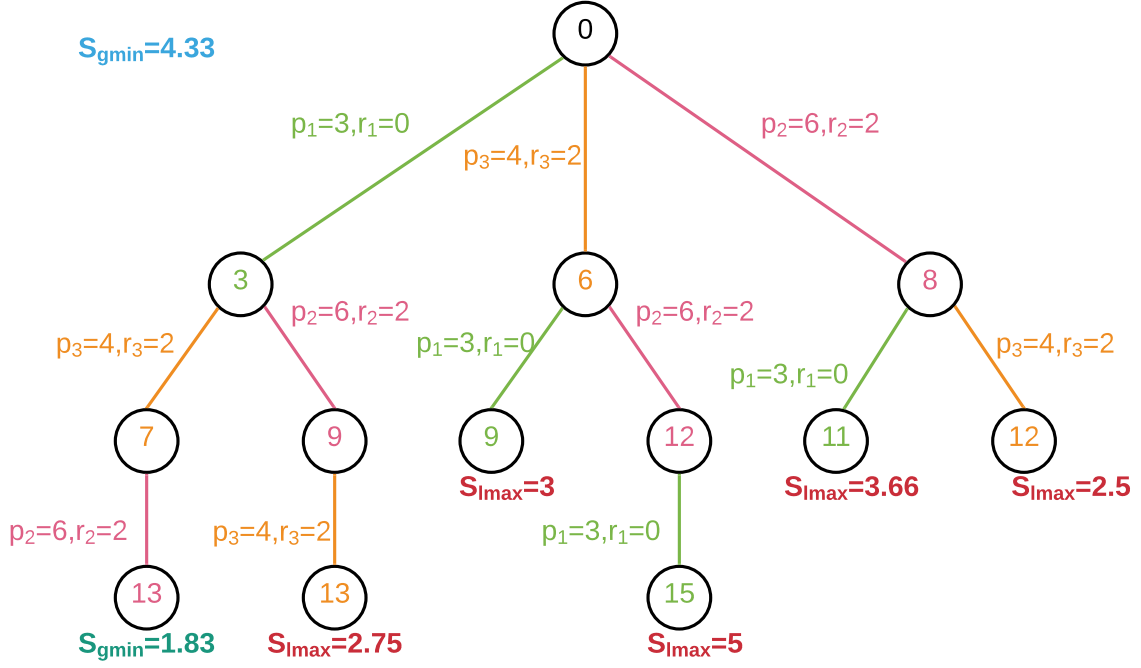 0
S_gmin=4.33
p₁=3,r₁=0
p₂=6,r₂=2
p₃=4,r₃=2
3
6
8
p₂=6,r₂=2
p₂=6,r₂=2
p₃=4,r₃=2
p₁=3,r₁=0
p₃=4,r₃=2
p₁=3,r₁=0
7
9
9
12
11
12
S_lmax=3
S_lmax=3.66
S_lmax=2.5
p₂=6,r₂=2
p₃=4,r₃=2
p₁=3,r₁=0
13
13
15
S_gmin=1.83
S_lmax=2.75
S_lmax=5